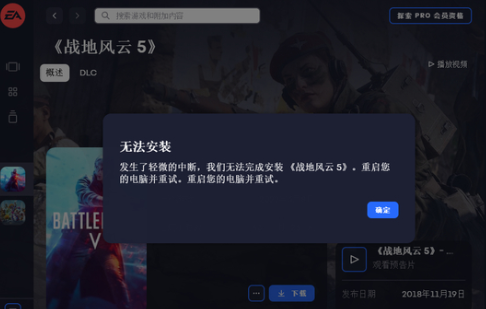 EA
搜索游戏和附加内容
探索 PRO 会员资格
《战地风云 5》
播放视频
概述
DLC
无法安装
发生了轻微的中断，我们无法完成安装 《战地风云 5》。重启您
的电脑并重试。重启您的电脑并重试。
确定
BATTLEFIELD
V
下载
《战地风云 5》- ...
观看预告片
发布日期
2018年11月19日